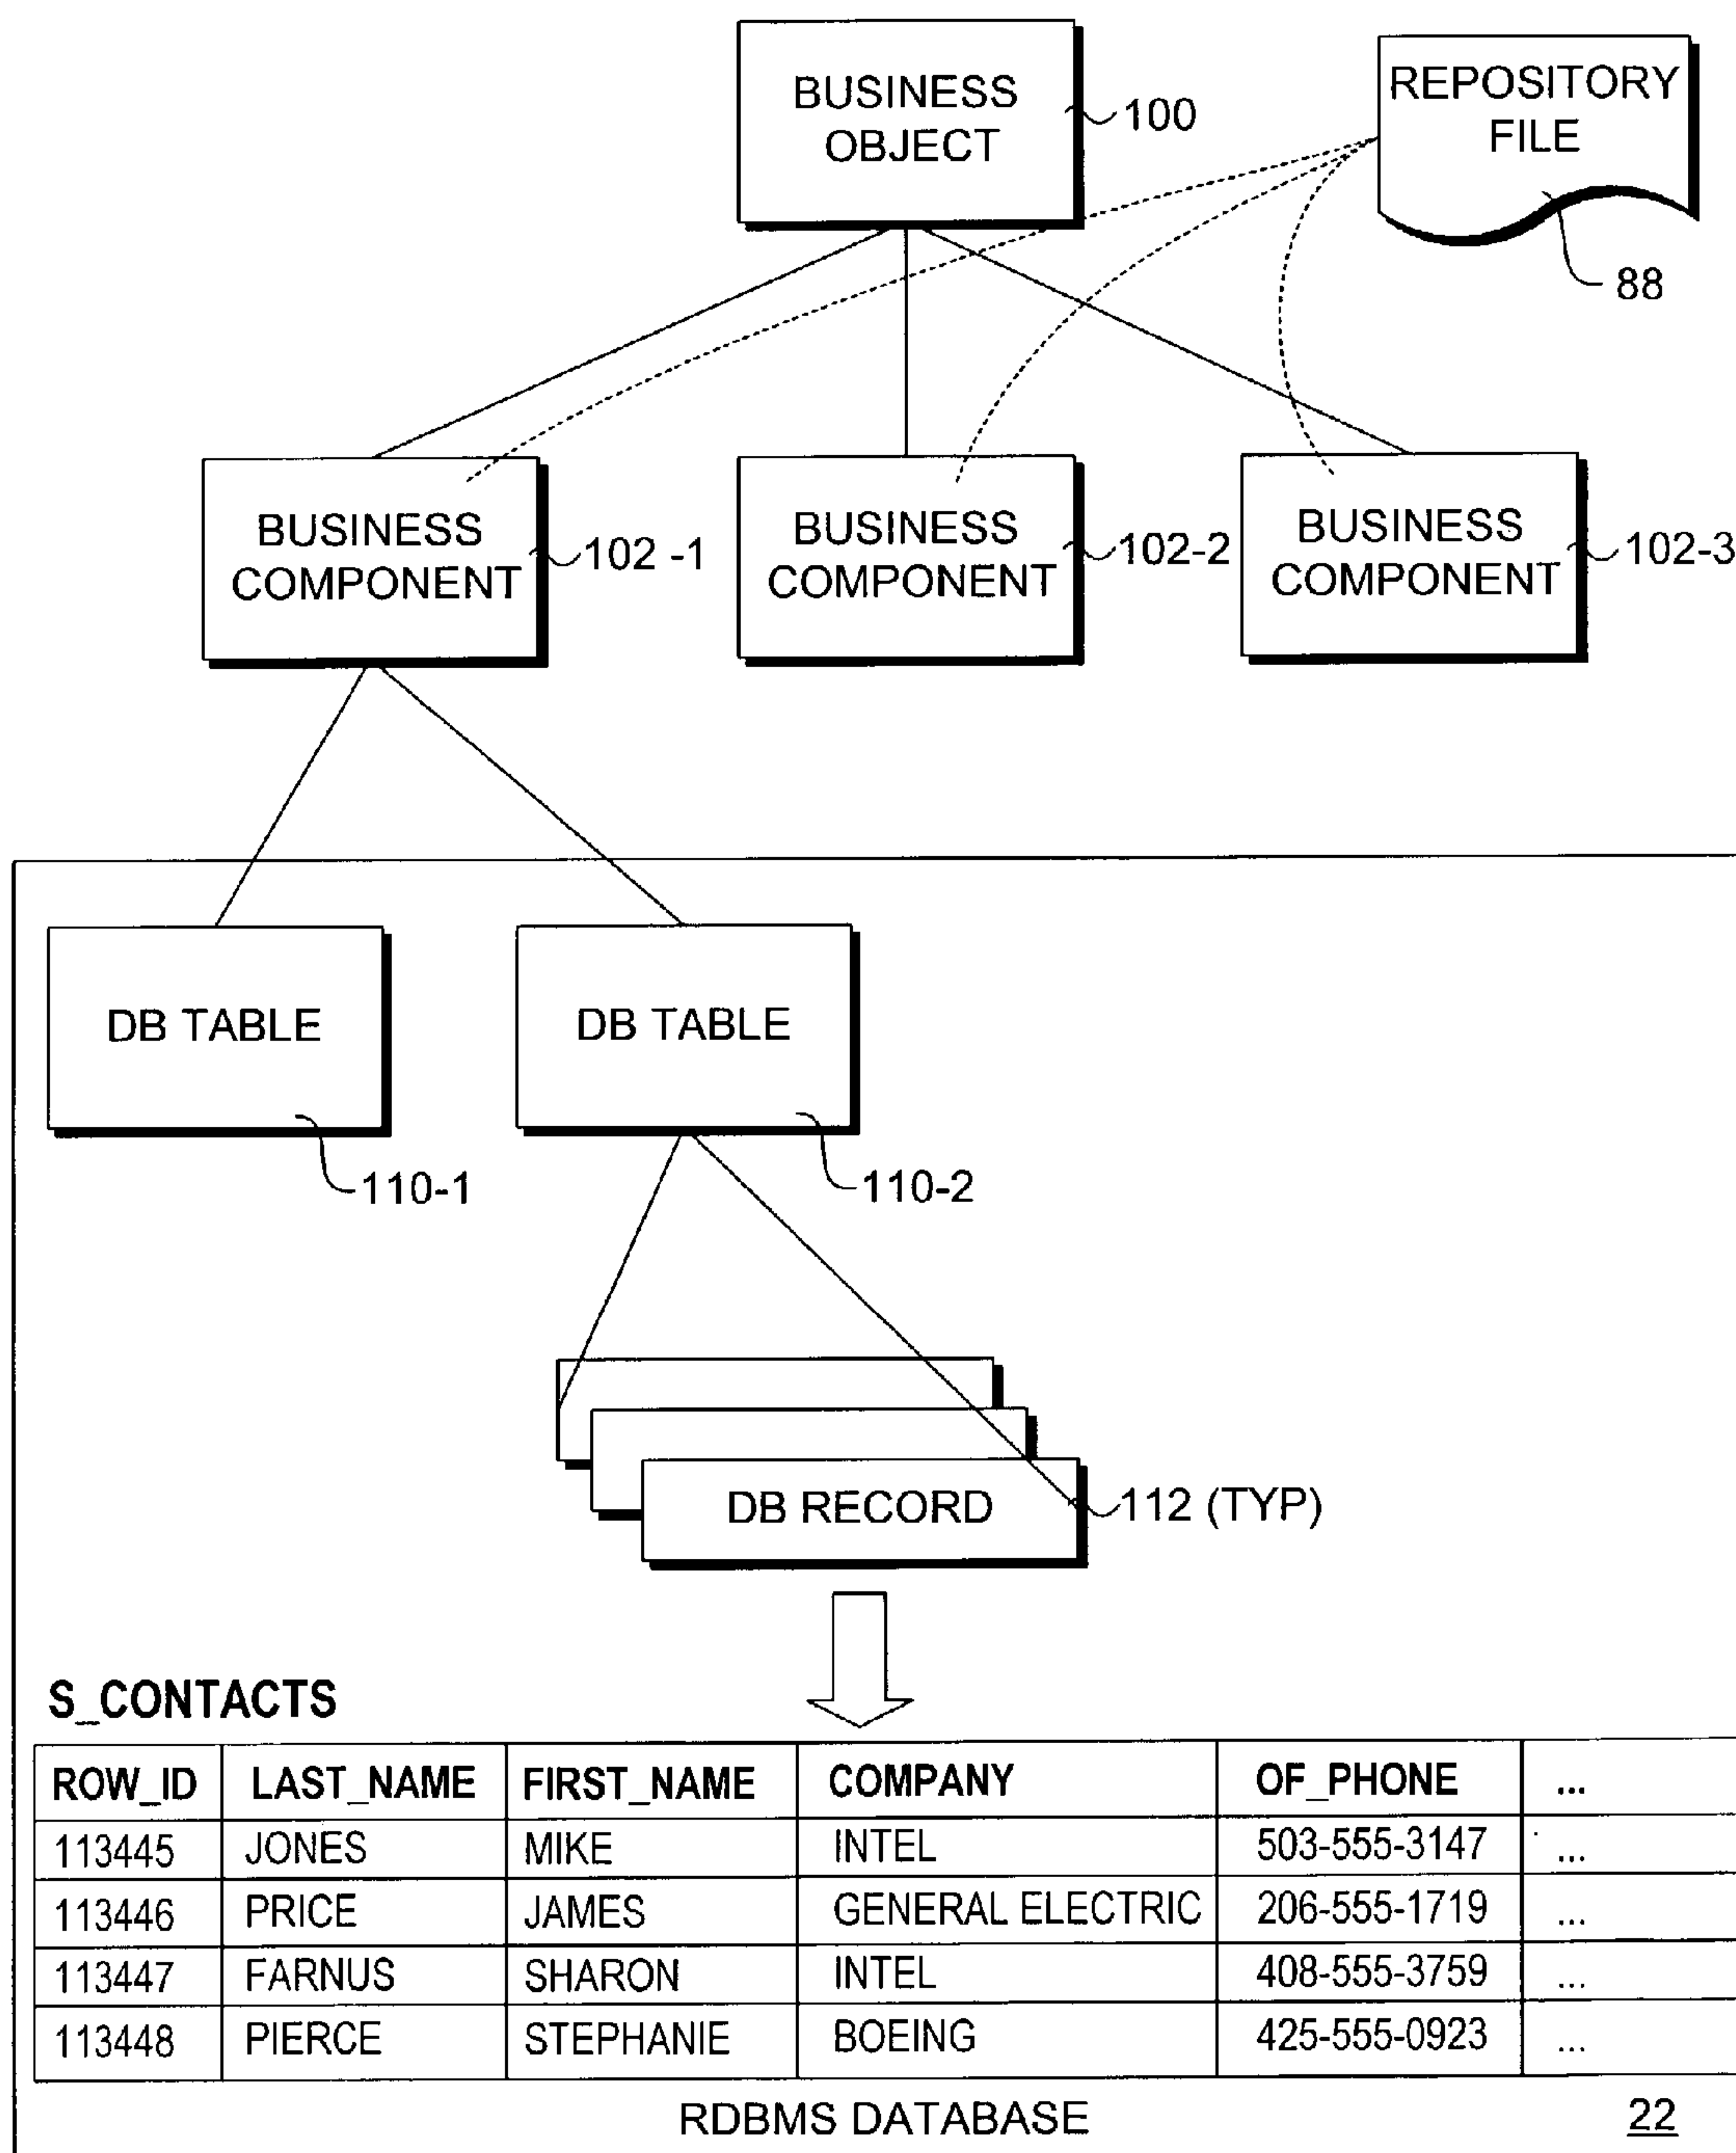 BUSINESS
OBJECT
100
REPOSITORY
FILE
88
BUSINESS
COMPONENT
102 -1
BUSINESS
COMPONENT
102-2
BUSINESS
COMPONENT
102-3
DB TABLE
110-1
DB TABLE
110-2
DB RECORD
112 (TYP)
S_CONTACTS
ROW_ID LAST_NAME FIRST_NAME COMPANY OF_PHONE ...
113445 JONES MIKE INTEL 503-555-3147 ...
113446 PRICE JAMES GENERAL ELECTRIC 206-555-1719 ...
113447 FARNUS SHARON INTEL 408-555-3759 ...
113448 PIERCE STEPHANIE BOEING 425-555-0923 ...
RDBMS DATABASE 22